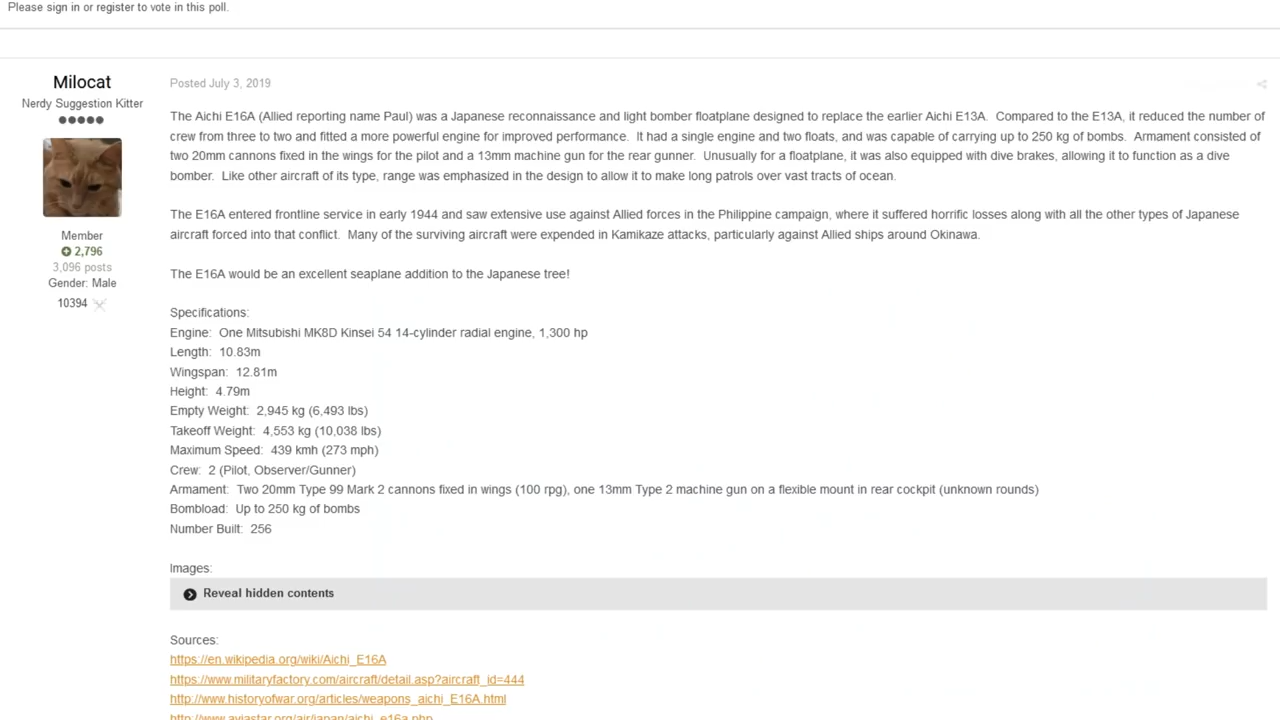 Please sign in or register to vote in this poll.
Milocat
Nerdy Suggestion Kitter
Member
2,796
3,096 posts
Gender: Male
10394
Posted July 3, 2019
The Aichi E16A (Allied reporting name Paul) was a Japanese reconnaissance and light bomber floatplane designed to replace the earlier Aichi E13A.  Compared to the E13A, it reduced the number of
crew from three to two and fitted a more powerful engine for improved performance.  It had a single engine and two floats, and was capable of carrying up to 250 kg of bombs.  Armament consisted of
two 20mm cannons fixed in the wings for the pilot and a 13mm machine gun for the rear gunner.  Unusually for a floatplane, it was also equipped with dive brakes, allowing it to function as a dive
bomber.  Like other aircraft of its type, range was emphasized in the design to allow it to make long patrols over vast tracts of ocean.
The E16A entered frontline service in early 1944 and saw extensive use against Allied forces in the Philippine campaign, where it suffered horrific losses along with all the other types of Japanese
aircraft forced into that conflict.  Many of the surviving aircraft were expended in Kamikaze attacks, particularly against Allied ships around Okinawa.
The E16A would be an excellent seaplane addition to the Japanese tree!
Specifications:
Engine:  One Mitsubishi MK8D Kinsei 54 14-cylinder radial engine, 1,300 hp
Length:  10.83m
Wingspan:  12.81m
Height:  4.79m
Empty Weight:  2,945 kg (6,493 lbs)
Takeoff Weight:  4,553 kg (10,038 lbs)
Maximum Speed:  439 kmh (273 mph)
Crew:  2 (Pilot, Observer/Gunner)
Armament:  Two 20mm Type 99 Mark 2 cannons fixed in wings (100 rpg), one 13mm Type 2 machine gun on a flexible mount in rear cockpit (unknown rounds)
Bombload:  Up to 250 kg of bombs
Number Built:  256
Images:
Reveal hidden contents
Sources:
https://en.wikipedia.org/wiki/Aichi_E16A
https://www.militaryfactory.com/aircraft/detail.asp?aircraft_id=444
http://www.historyofwar.org/articles/weapons_aichi_E16A.html
http://www.aviastar.org/air/japan/aichi_e16a.php